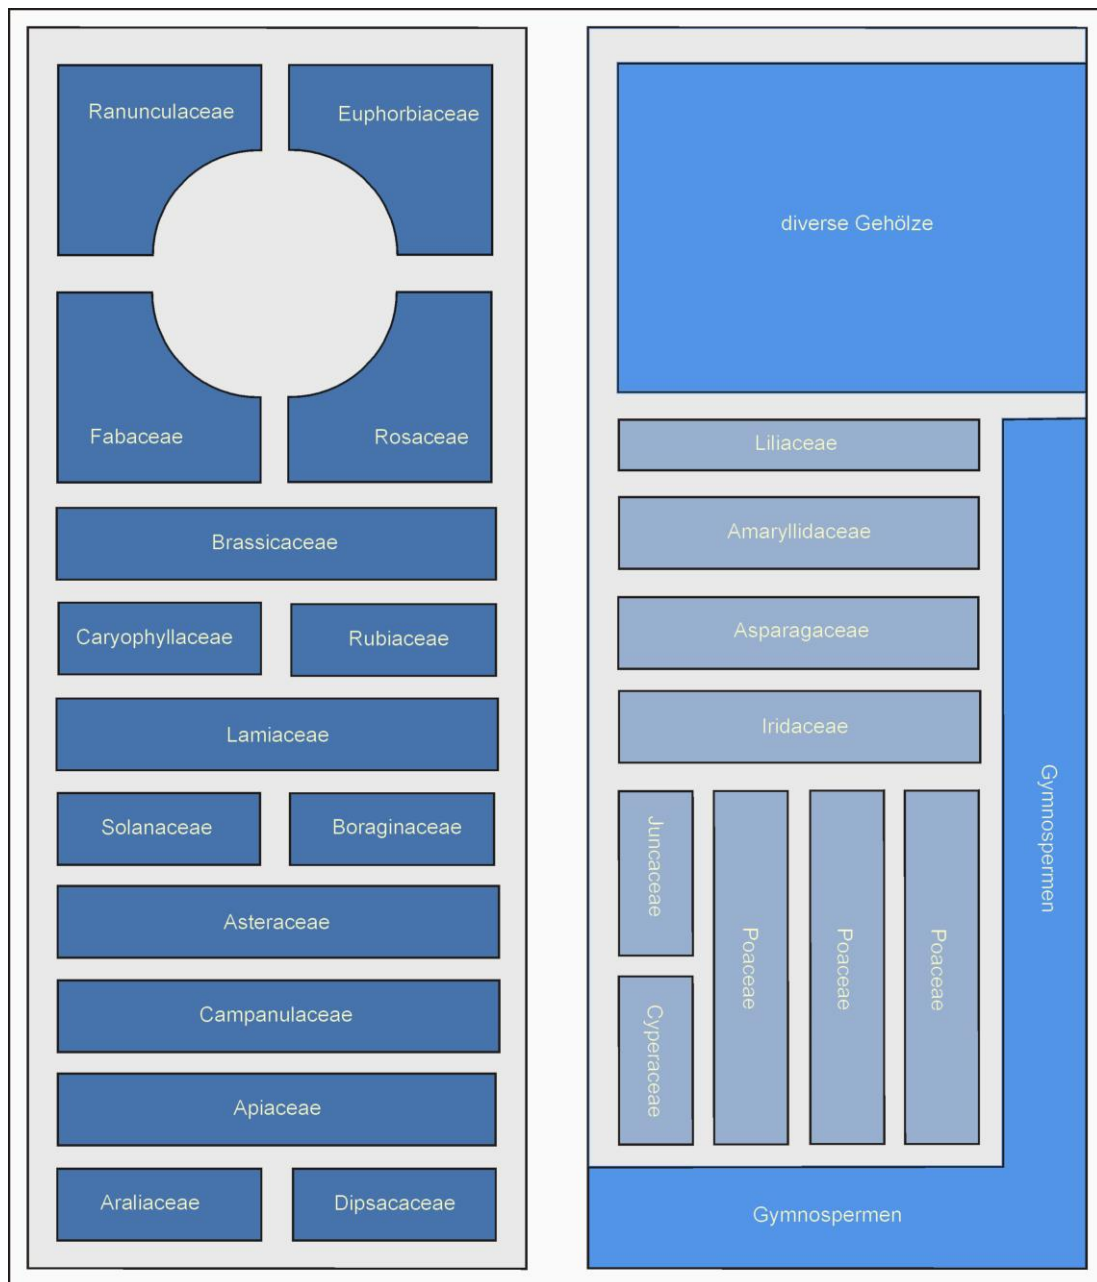 Ranunculaceae
Euphorbiaceae
Fabaceae
Rosaceae
Brassicaceae
Caryophyllaceae
Rubiaceae
Lamiaceae
Solanaceae
Boraginaceae
Asteraceae
Campanulaceae
Apiaceae
Araliaceae
Dipsacaceae
diverse Gehölze
Liliaceae
Amaryllidaceae
Asparagaceae
Iridaceae
Juncaceae
Cyperaceae
Poaceae
Poaceae
Poaceae
Gymnospermen
Gymnospermen